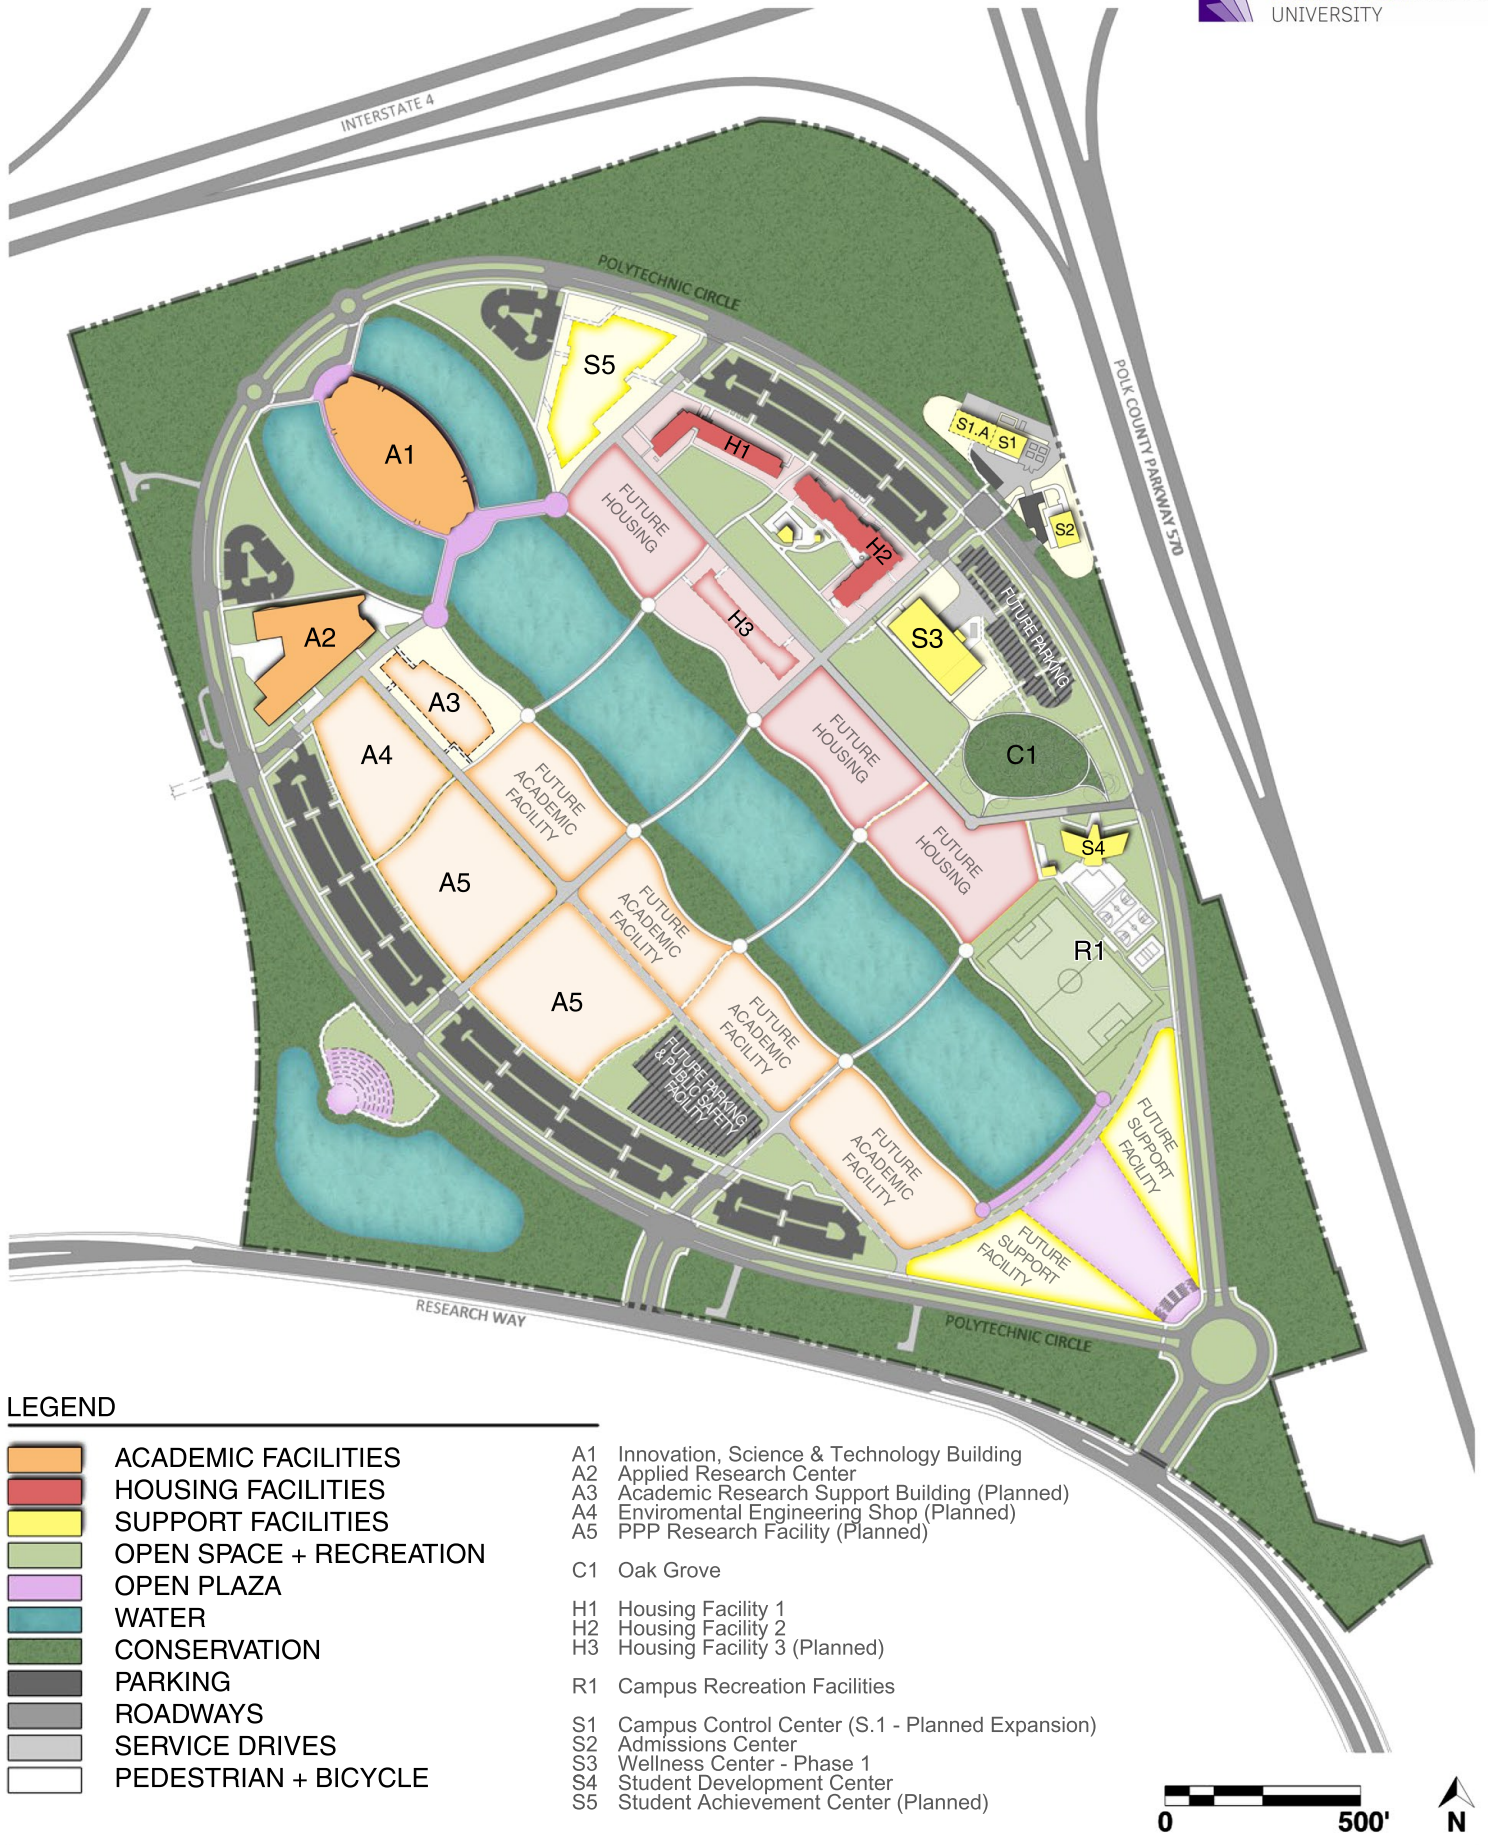 UNIVERSITY
INTERSTATE 4
POLYTECHNIC CIRCLE
POLK COUNTY PARKWAY 570
S5
S1.A
S1
H1
A1
S2
FUTURE
HOUSING
H2
FUTURE PARKING
H3
A2
S3
A3
A4
C1
FUTURE
HOUSING
FUTURE
ACADEMIC
FACILITY
FUTURE
HOUSING
S4
A5
FUTURE
ACADEMIC
FACILITY
R1
A5
FUTURE
ACADEMIC
FACILITY
FUTURE PARKING
& PUBLIC SAFETY
FACILITY
FUTURE
SUPPORT
FACILITY
FUTURE
ACADEMIC
FACILITY
FUTURE
SUPPORT
FACILITY
RESEARCH WAY
POLYTECHNIC CIRCLE
LEGEND
ACADEMIC FACILITIES
HOUSING FACILITIES
SUPPORT FACILITIES
OPEN SPACE + RECREATION
OPEN PLAZA
WATER
CONSERVATION
PARKING
ROADWAYS
SERVICE DRIVES
PEDESTRIAN + BICYCLE
A1 Innovation, Science & Technology Building
A2 Applied Research Center
A3 Academic Research Support Building (Planned)
A4 Enviromental Engineering Shop (Planned)
A5 PPP Research Facility (Planned)
C1 Oak Grove
H1 Housing Facility 1
H2 Housing Facility 2
H3 Housing Facility 3 (Planned)
R1 Campus Recreation Facilities
S1 Campus Control Center (S.1 - Planned Expansion)
S2 Admissions Center
S3 Wellness Center - Phase 1
S4 Student Development Center
S5 Student Achievement Center (Planned)
0 500'
N